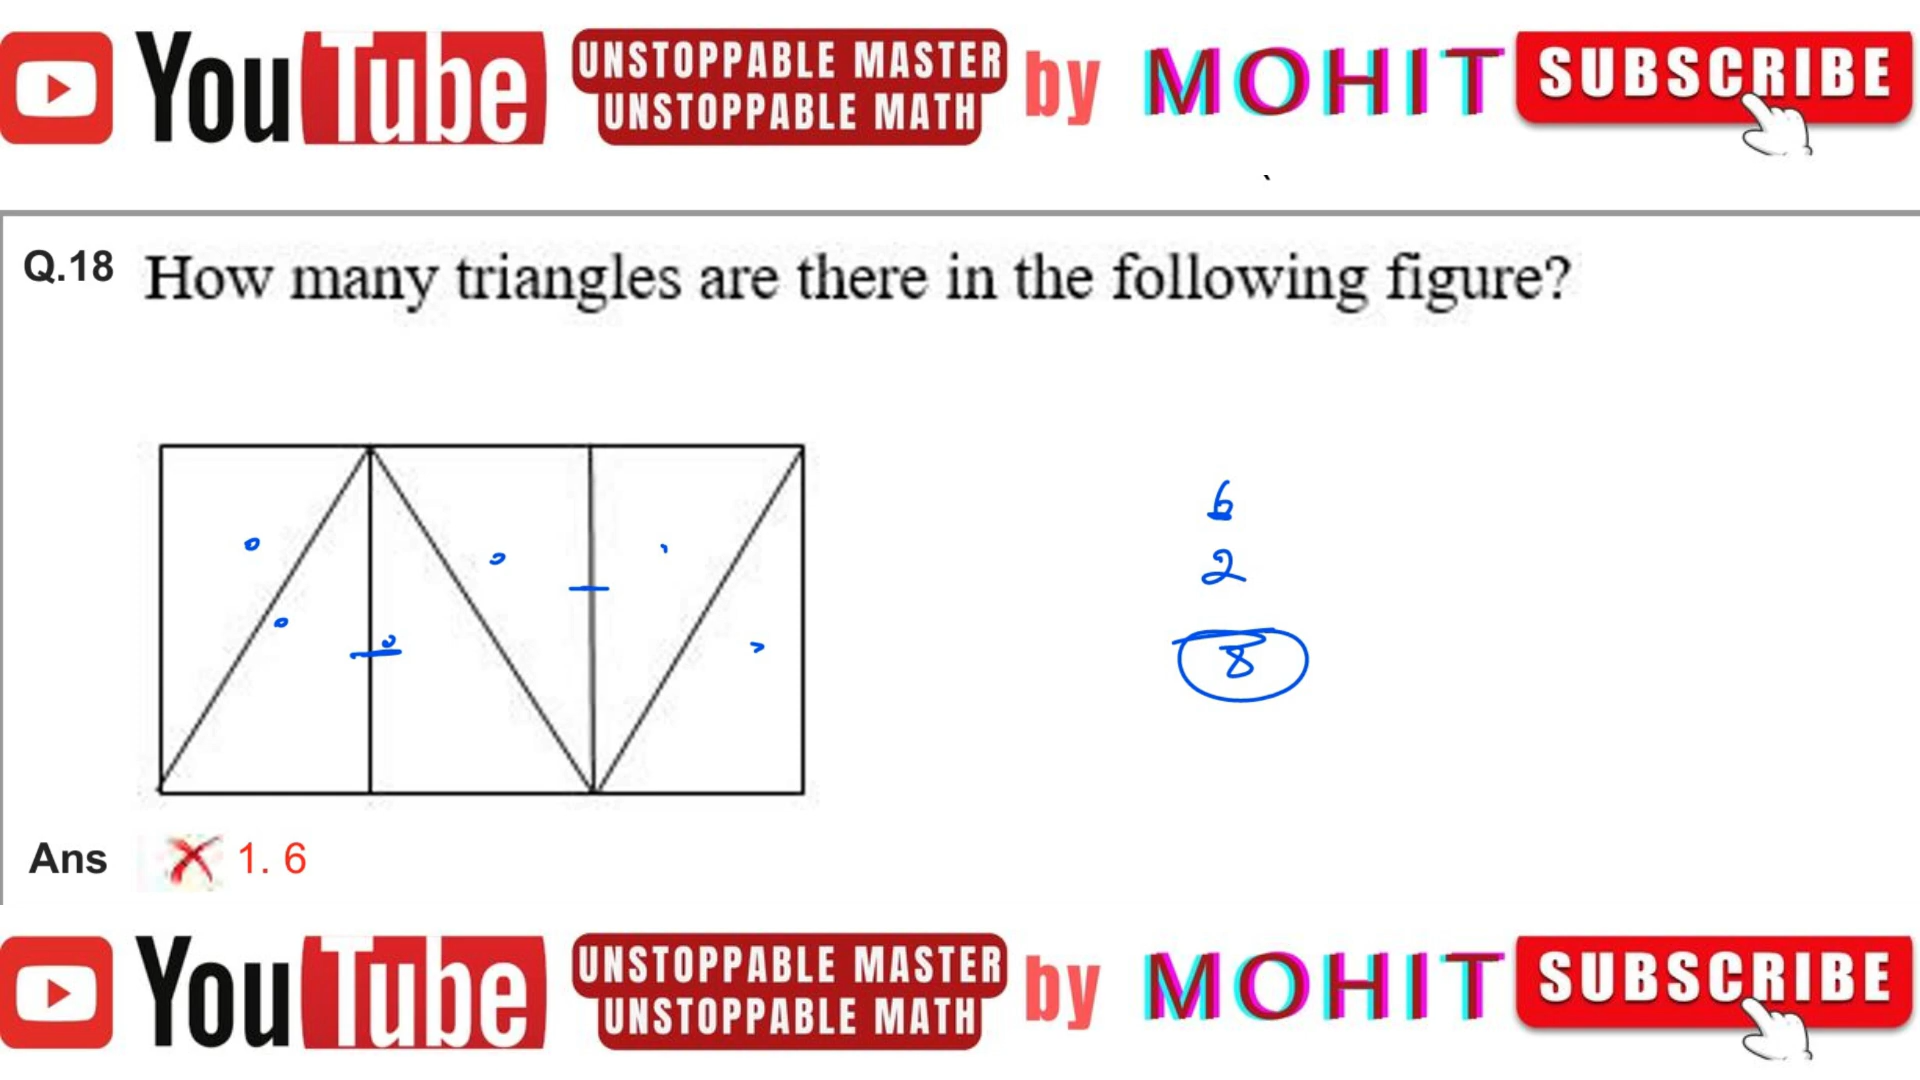 YouTube UNSTOPPABLE MASTER by MOHIT SUBSCRIBE
UNSTOPPABLE MATH
Q.18 How many triangles are there in the following figure?
6
2
8
Ans 1. 6
YouTube UNSTOPPABLE MASTER by MOHIT SUBSCRIBE
UNSTOPPABLE MATH